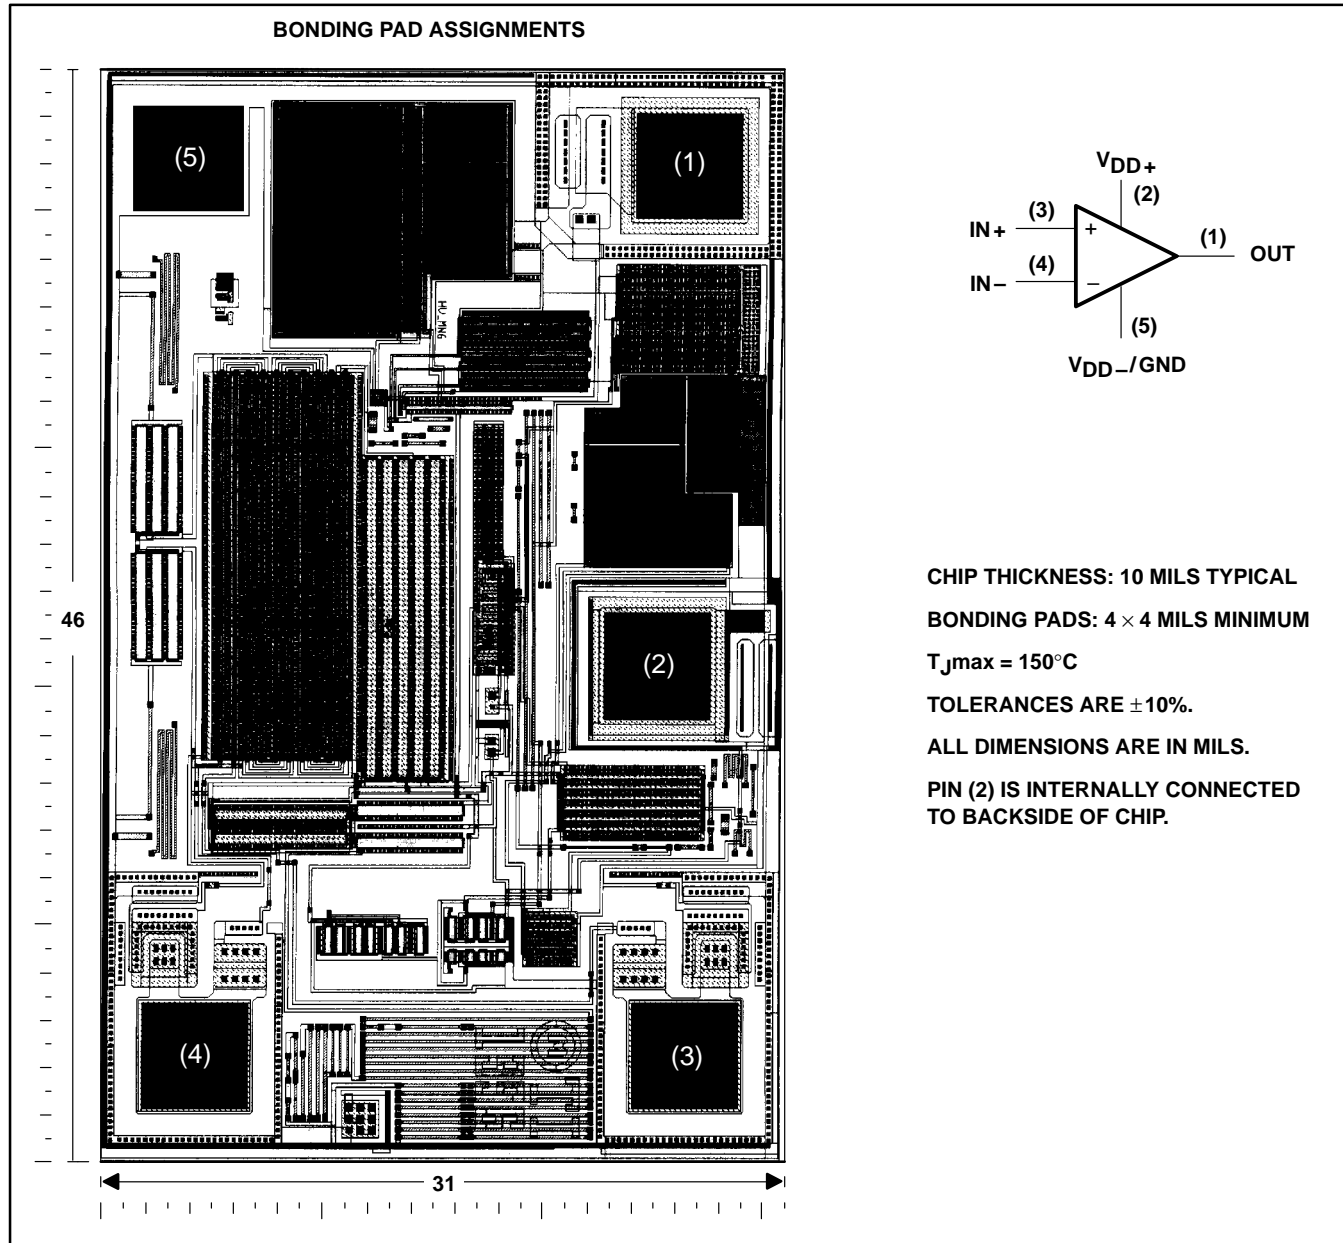 BONDING PAD ASSIGNMENTS
(5)
(1)
HU_MNG
(2)
(4)
(3)
46
31
VDD+
(2)
IN+
(3)
+
(1)
OUT
IN−
(4)
−
(5)
VDD−/GND
CHIP THICKNESS: 10 MILS TYPICAL
BONDING PADS: 4 × 4 MILS MINIMUM
TJmax = 150°C
TOLERANCES ARE ±10%.
ALL DIMENSIONS ARE IN MILS.
PIN (2) IS INTERNALLY CONNECTED
TO BACKSIDE OF CHIP.